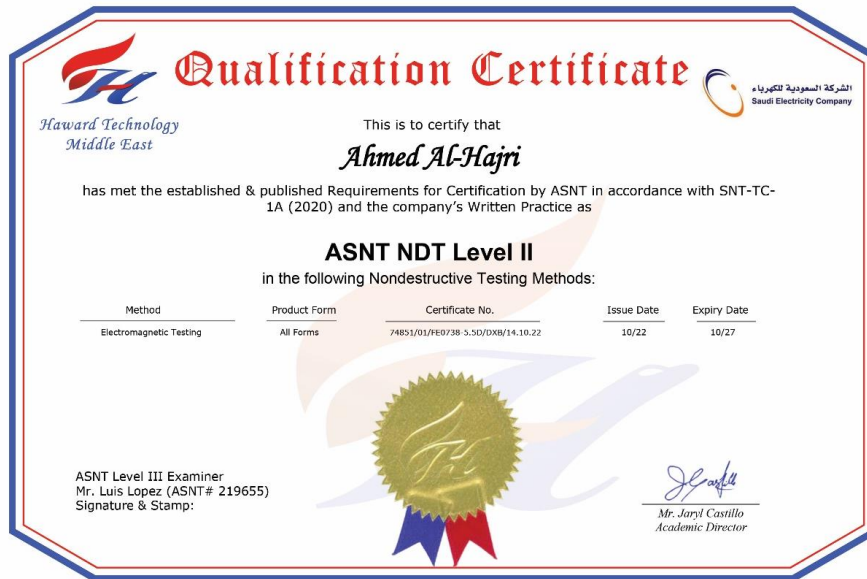 Qualification Certificate
Haward Technology
Middle East
الشركة السعودية للكهرباء
Saudi Electricity Company
This is to certify that
Ahmed Al-Hajri
has met the established & published Requirements for Certification by ASNT in accordance with SNT-TC-
1A (2020) and the company's Written Practice as
ASNT NDT Level II
in the following Nondestructive Testing Methods:
Method Product Form Certificate No. Issue Date Expiry Date
Electromagnetic Testing All Forms 74851/01/FE0738-5.5D/DXB/14.10.22 10/22 10/27
ASNT Level III Examiner
Mr. Luis Lopez (ASNT# 219655)
Signature & Stamp:
Mr. Jaryl Castillo
Academic Director